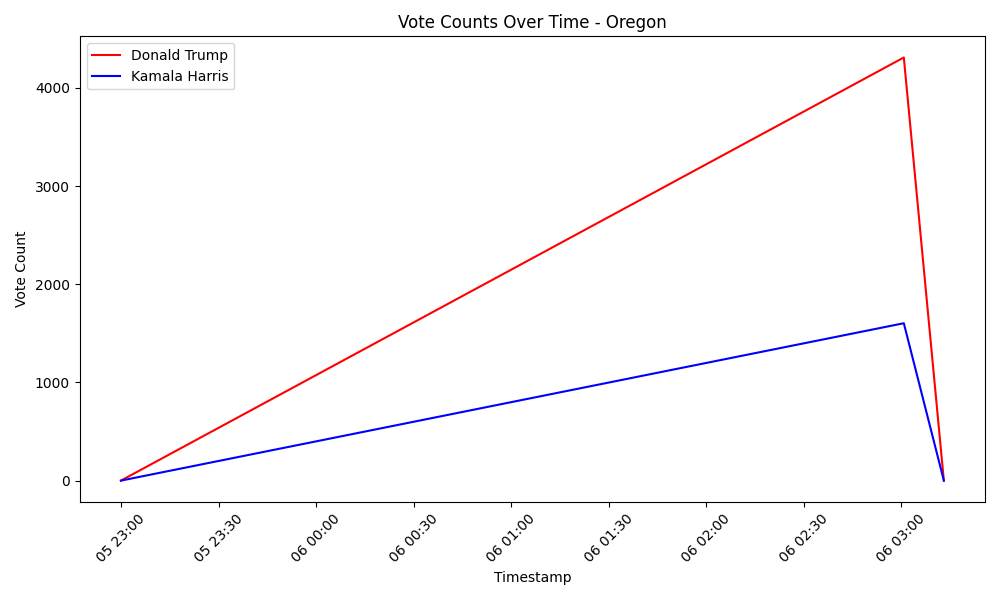 Vote Counts Over Time - Oregon
Donald Trump
Kamala Harris
Vote Count
4000
3000
2000
1000
0
05 23:00
05 23:30
06 00:00
06 00:30
06 01:00
06 01:30
06 02:00
06 02:30
06 03:00
Timestamp